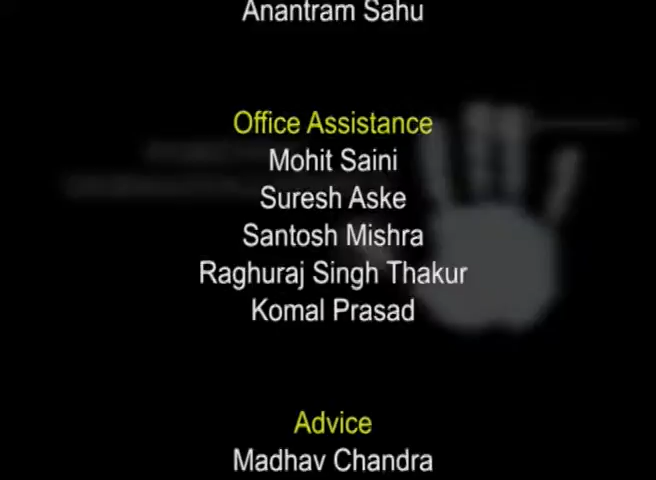 Anantram Sahu
Office Assistance
Mohit Saini
Suresh Aske
Santosh Mishra
Raghuraj Singh Thakur
Komal Prasad
Advice
Madhav Chandra